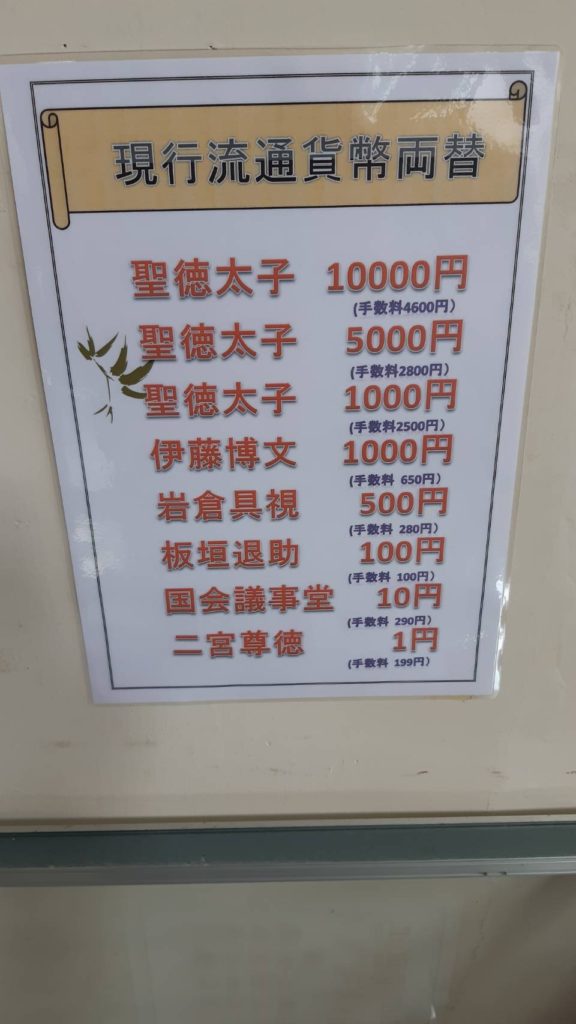 現行流通貨幣両替
聖徳太子 10000円
(手数料4600円)
聖徳太子 5000円
(手数料2800円)
聖徳太子 1000円
(手数料2500円)
伊藤博文 1000円
(手数料 650円)
岩倉具視 500円
(手数料 280円)
板垣退助 100円
(手数料 100円)
国会議事堂 10円
(手数料 290円)
二宮尊徳 1円
(手数料 199円)